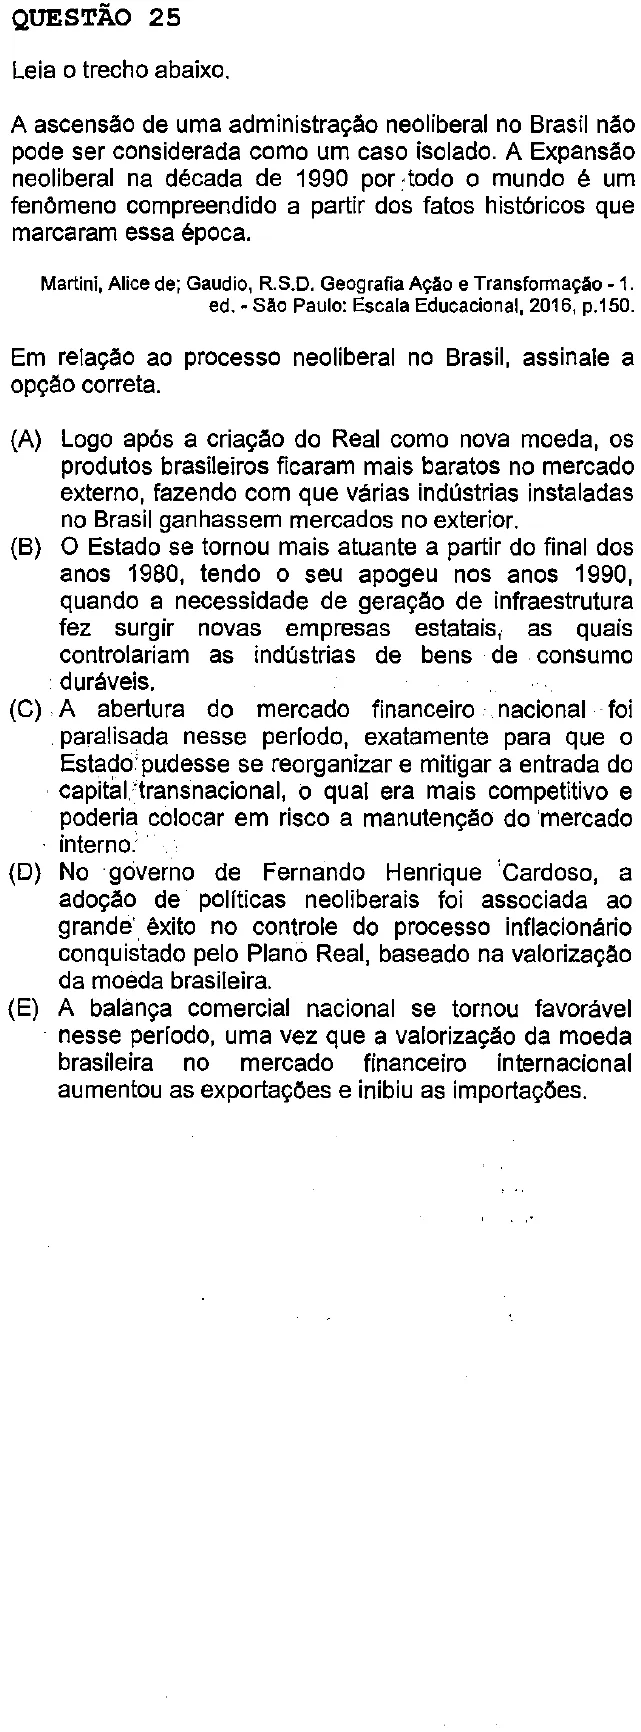 QUESTÃO 25
Leia o trecho abaixo.
A ascensão de uma administração neoliberal no Brasil não
pode ser considerada como um caso isolado. A Expansão
neoliberal na década de 1990 por todo o mundo é um
fenômeno compreendido a partir dos fatos históricos que
marcaram essa época.
Martini, Alice de; Gaudio, R.S.D. Geografia Ação e Transformação - 1.
ed. - São Paulo: Escala Educacional, 2016, p.150.
Em relação ao processo neoliberal no Brasil, assinale a
opção correta.
(A) Logo após a criação do Real como nova moeda, os
produtos brasileiros ficaram mais baratos no mercado
externo, fazendo com que várias indústrias instaladas
no Brasil ganhassem mercados no exterior.
(B) O Estado se tornou mais atuante a partir do final dos
anos 1980, tendo o seu apogeu nos anos 1990,
quando a necessidade de geração de infraestrutura
fez surgir novas empresas estatais, as quais
controlariam as indústrias de bens de consumo
duráveis.
(C) A abertura do mercado financeiro nacional foi
paralisada nesse período, exatamente para que o
Estado pudesse se reorganizar e mitigar a entrada do
capital transnacional, o qual era mais competitivo e
poderia colocar em risco a manutenção do mercado
interno.
(D) No governo de Fernando Henrique Cardoso, a
adoção de políticas neoliberais foi associada ao
grande êxito no controle do processo inflacionário
conquistado pelo Plano Real, baseado na valorização
da moeda brasileira.
(E) A balança comercial nacional se tornou favorável
nesse período, uma vez que a valorização da moeda
brasileira no mercado financeiro internacional
aumentou as exportações e inibiu as importações.